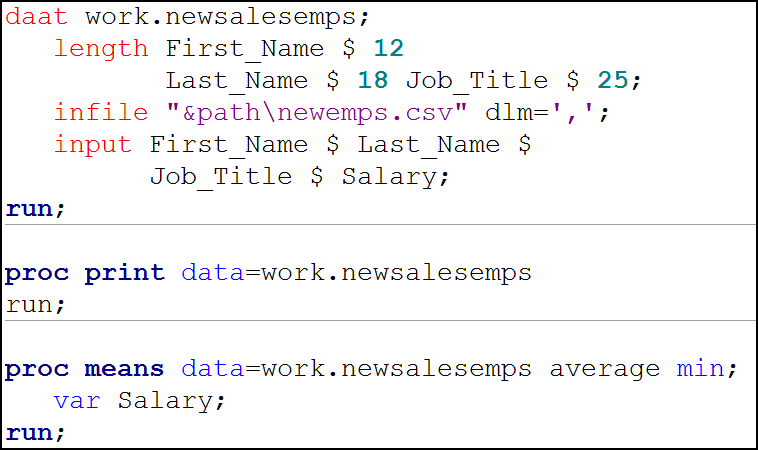 daat work.newsalesemps;
length First_Name $ 12
Last_Name $ 18 Job_Title $ 25;
infile "&path\newemps.csv" dlm=',';
input First_Name $ Last_Name $
Job_Title $ Salary;
run;
proc print data=work.newsalesemps
run;
proc means data=work.newsalesemps average min;
var Salary;
run;